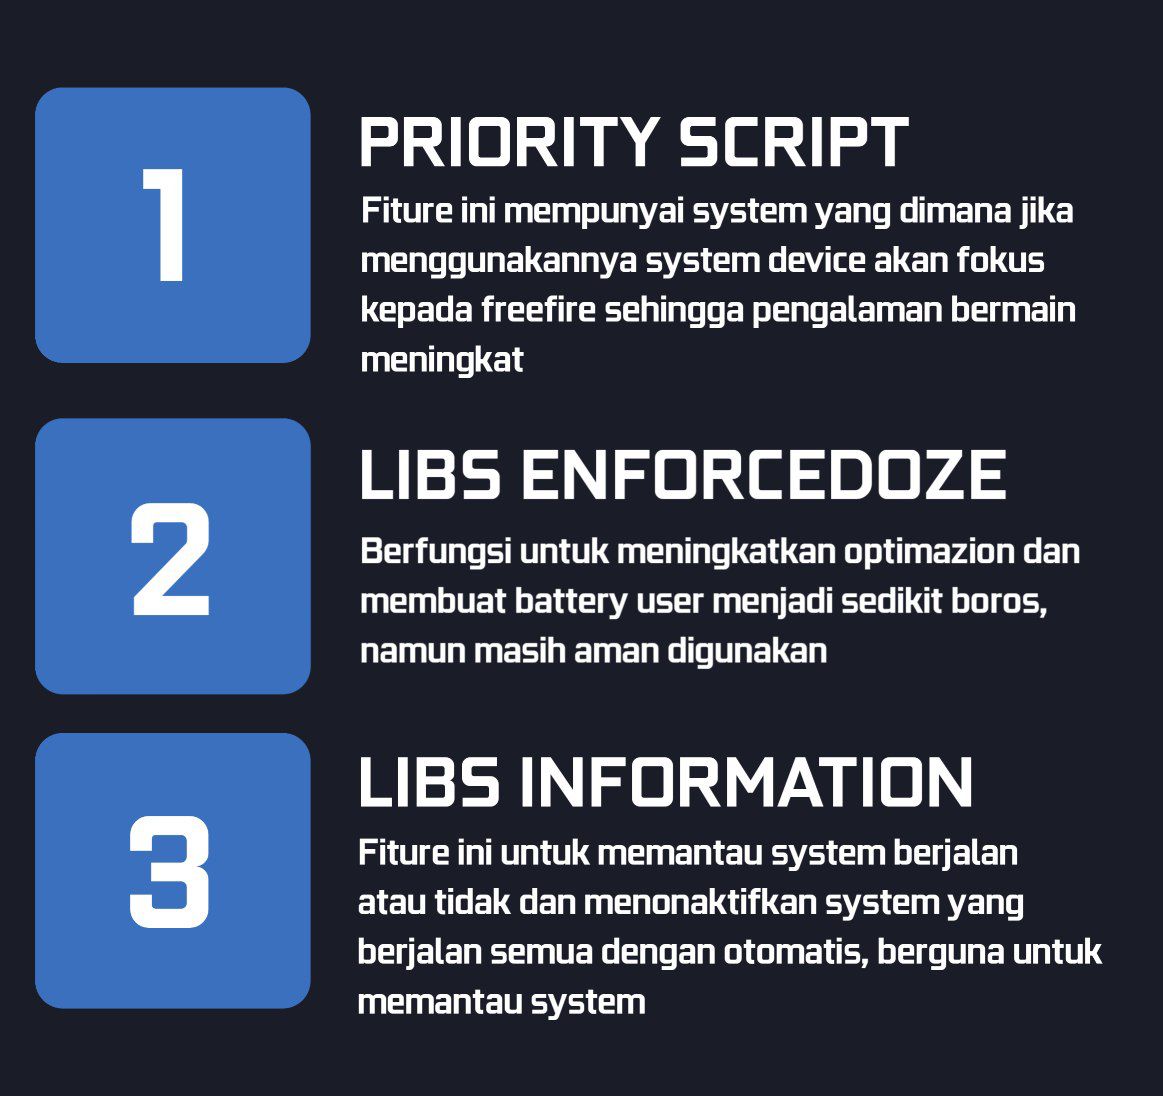 1
PRIORITY SCRIPT
Fiture ini mempunyai system yang dimana jika
menggunakannya system device akan fokus
kepada freefire sehingga pengalaman bermain
meningkat
2
LIBS ENFORCEDOZE
Berfungsi untuk meningkatkan optimazion dan
membuat battery user menjadi sedikit boros,
namun masih aman digunakan
3
LIBS INFORMATION
Fiture ini untuk memantau system berjalan
atau tidak dan menonaktifkan system yang
berjalan semua dengan otomatis, berguna untuk
memantau system